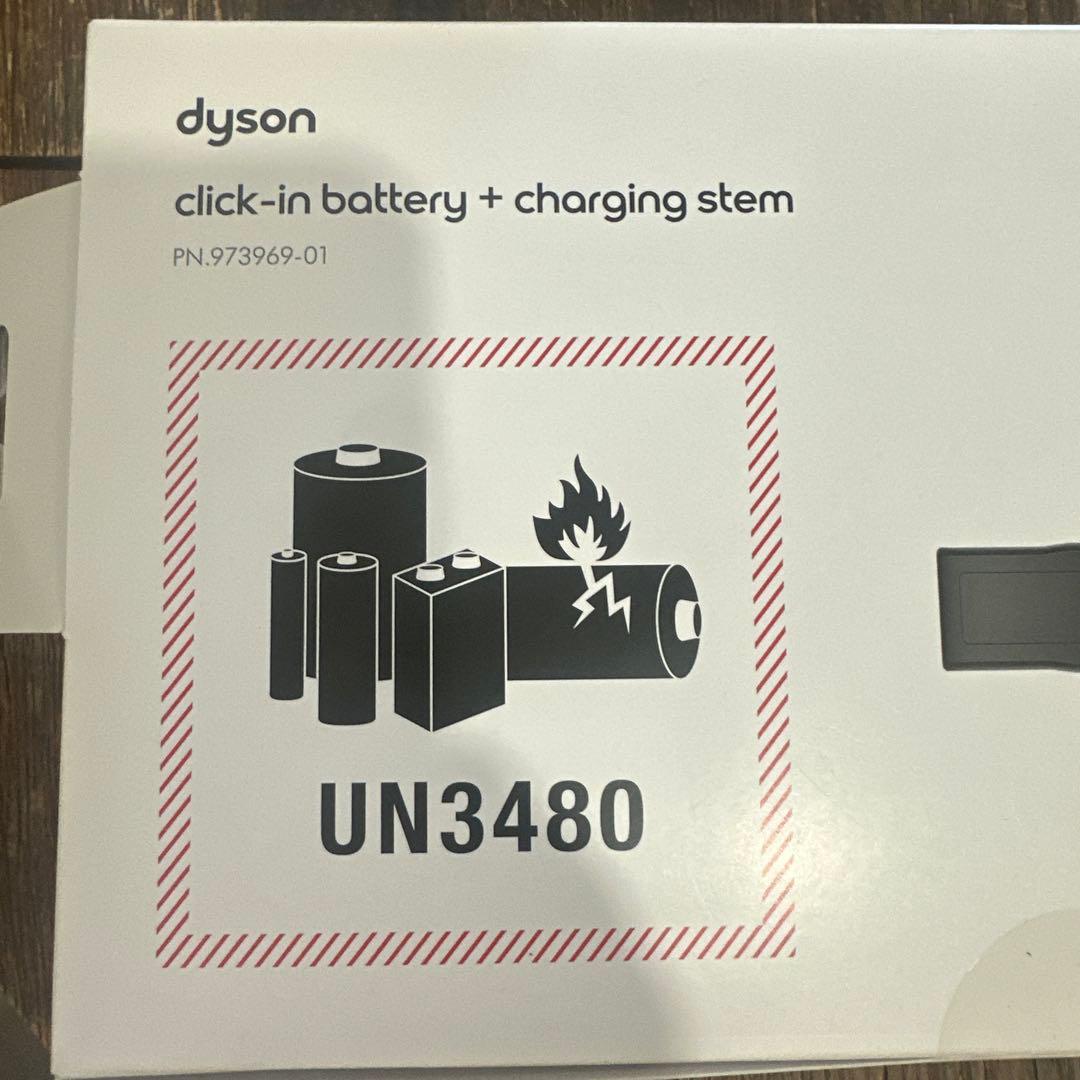 dyson
click-in battery + charging stem
PN.973969-01
UN3480